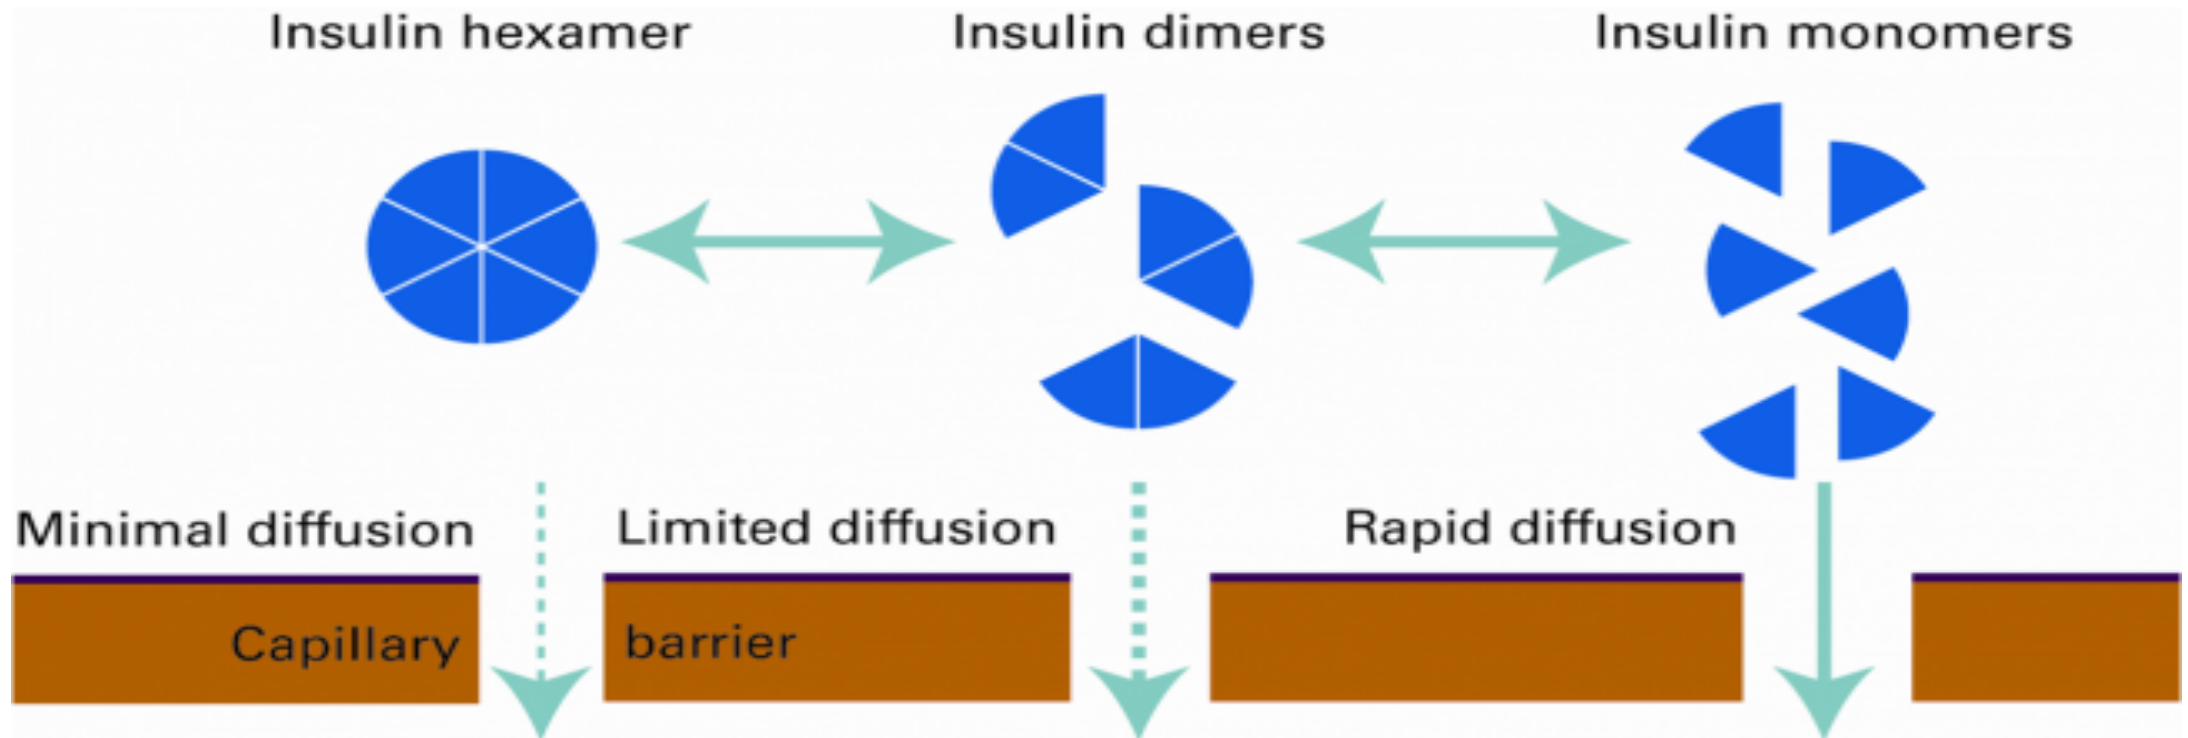 Insulin hexamer
Insulin dimers
Insulin monomers
Minimal diffusion
Limited diffusion
Rapid diffusion
Capillary
barrier